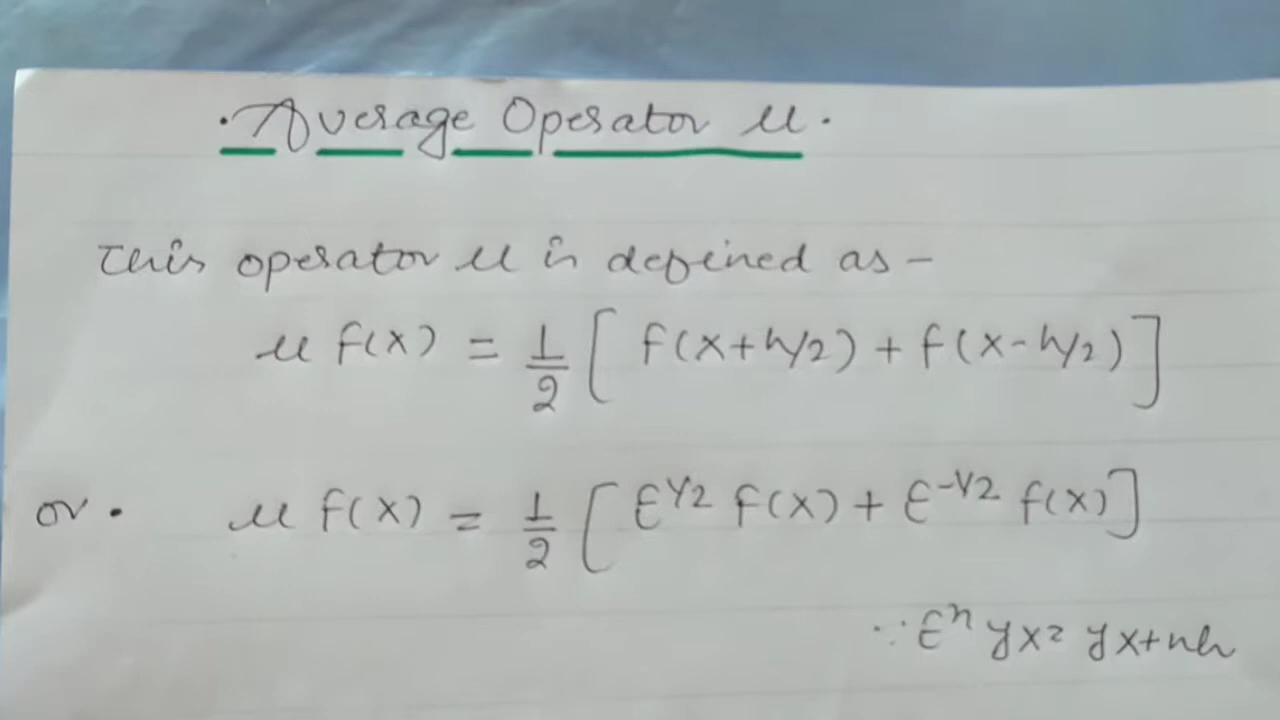 . Average Operator μ .
This operator μ is defined as -
μ f(x) = 1/2 [ f(x+h/2) + f(x-h/2) ]
or . μ f(x) = 1/2 [ E^1/2 f(x) + E^-1/2 f(x) ]
∵ E^n yx = yx+nh